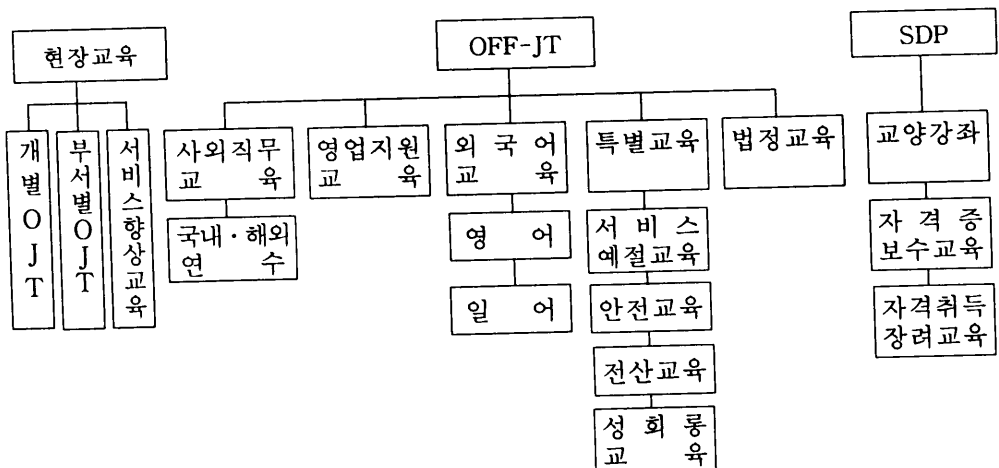 현장교육
OFF-JT
SDP
개별OJT
부서별OJT
서비스향상교육
사외직무
교 육
국내·해외
연 수
영업지원
교 육
외 국 어
교 육
영 어
일 어
특별교육
서 비 스
예절교육
안전교육
전산교육
성 희 롱
교 육
법정교육
교양강좌
자 격 증
보수교육
자격취득
장려교육